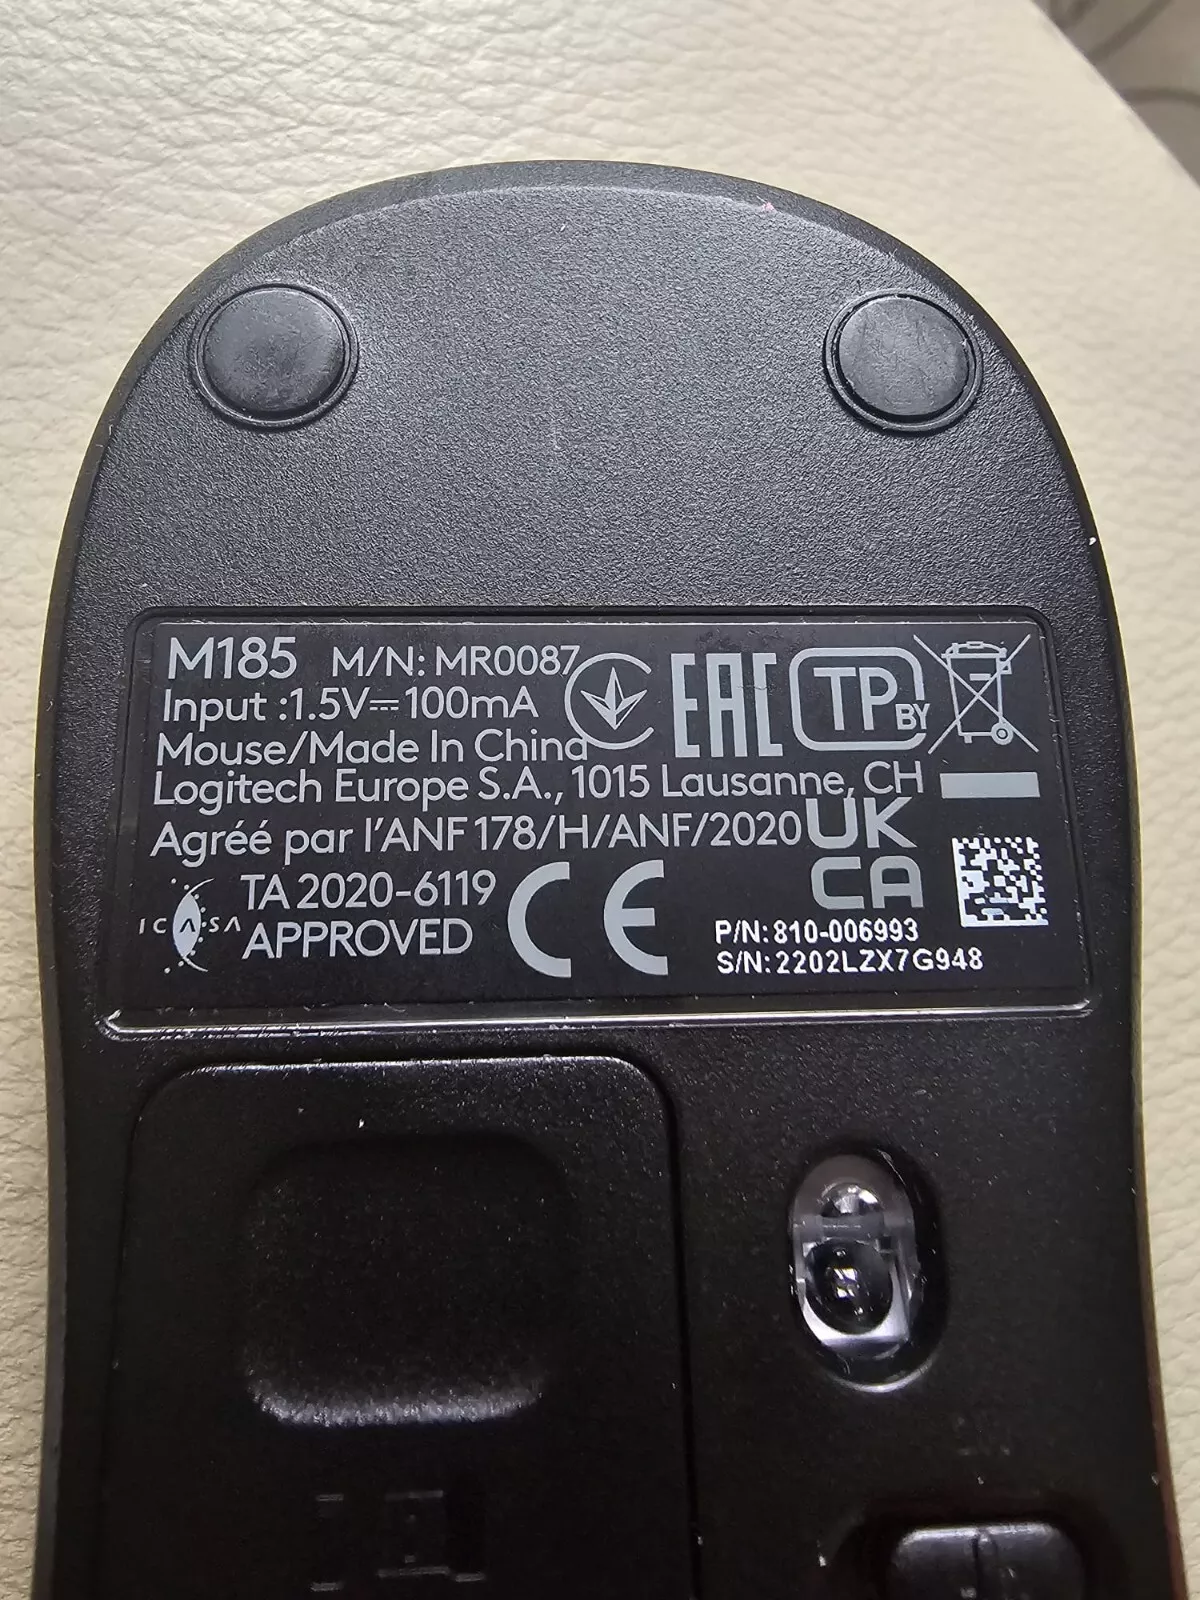 M185 M/N: MR0087
Input :1.5V⎓100mA
Mouse/Made In China
EAC
TP BY
Logitech Europe S.A., 1015 Lausanne, CH
Agréé par l'ANF 178/H/ANF/2020
UK
CA
ICASA
TA 2020-6119
APPROVED
CE
P/N: 810-006993
S/N: 2202LZX7G948